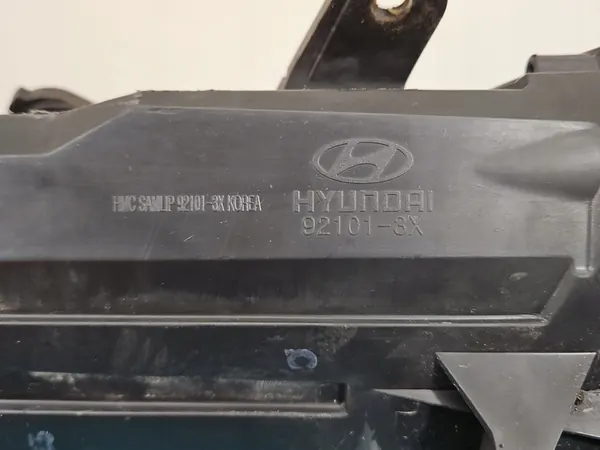 HMC SAMLIP 92101-3X KOREA
HYUNDAI
92101-3X